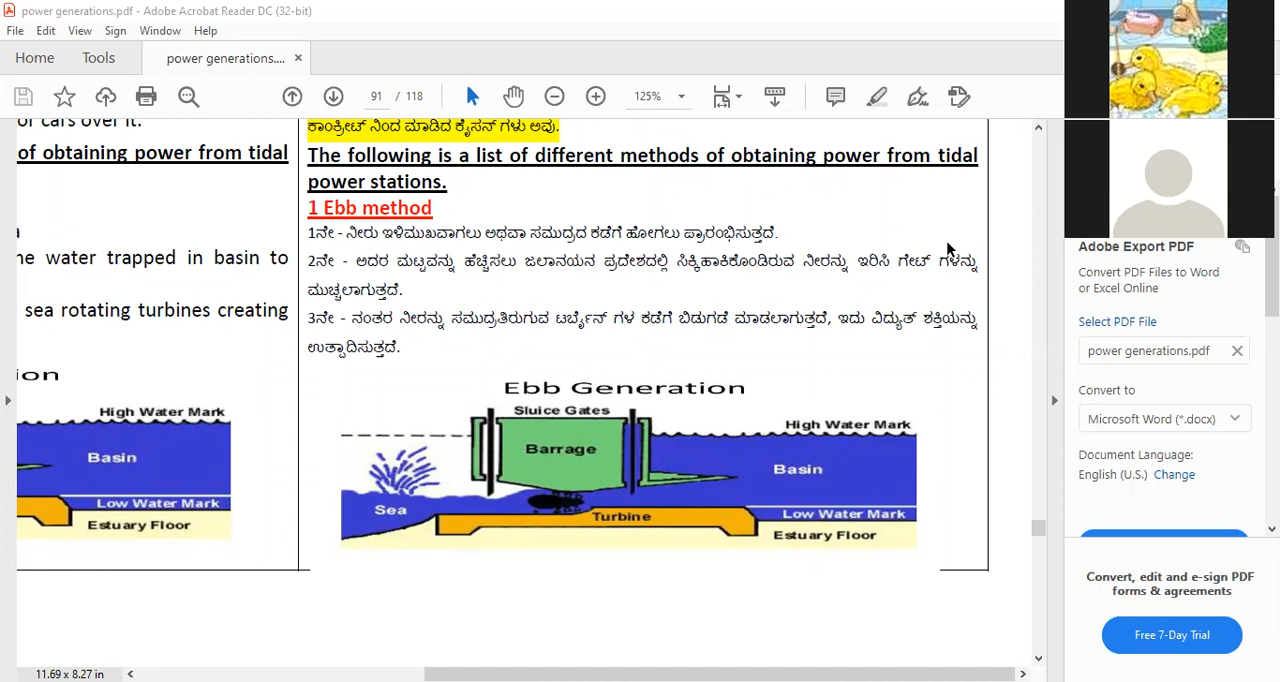 power generations.pdf - Adobe Acrobat Reader DC (32-bit)
File Edit View Sign Window Help
Home Tools power generations.... ×
91 / 118 125%
or cars over it.
of obtaining power from tidal
ne water trapped in basin to
sea rotating turbines creating
ion
High Water Mark
Basin
Low Water Mark
Estuary Floor
ಕಾಂಕ್ರೀಟ್ ನಿಂದ ಮಾಡಿದ ಕೈಸನ್ ಗಳು ಅವು.
The following is a list of different methods of obtaining power from tidal
power stations.
1 Ebb method
1ನೇ - ನೀರು ಇಳಿಮುಖವಾಗಲು ಅಥವಾ ಸಮುದ್ರದ ಕಡೆಗೆ ಹೋಗಲು ಪ್ರಾರಂಭಿಸುತ್ತದೆ.
2ನೇ - ಅದರ ಮಟ್ಟವನ್ನು ಹೆಚ್ಚಿಸಲು ಜಲಾನಯನ ಪ್ರದೇಶದಲ್ಲಿ ಸಿಕ್ಕಿಹಾಕಿಕೊಂಡಿರುವ ನೀರನ್ನು ಇರಿಸಿ ಗೇಟ್ ಗಳನ್ನು
ಮುಚ್ಚಲಾಗುತ್ತದೆ.
3ನೇ - ನಂತರ ನೀರನ್ನು ಸಮುದ್ರತಿರುಗುವ ಟರ್ಬೈನ್ ಗಳ ಕಡೆಗೆ ಬಿಡುಗಡೆ ಮಾಡಲಾಗುತ್ತದೆ, ಇದು ವಿದ್ಯುತ್ ಶಕ್ತಿಯನ್ನು
ಉತ್ಪಾದಿಸುತ್ತದೆ.
Ebb Generation
Sluice Gates
High Water Mark
Barrage
Basin
Sea
Turbine
Low Water Mark
Estuary Floor
11.69 x 8.27 in
Adobe Export PDF
Convert PDF Files to Word
or Excel Online
Select PDF File
power generations.pdf
Convert to
Microsoft Word (*.docx)
Document Language:
English (U.S.) Change
Convert, edit and e-sign PDF
forms & agreements
Free 7-Day Trial